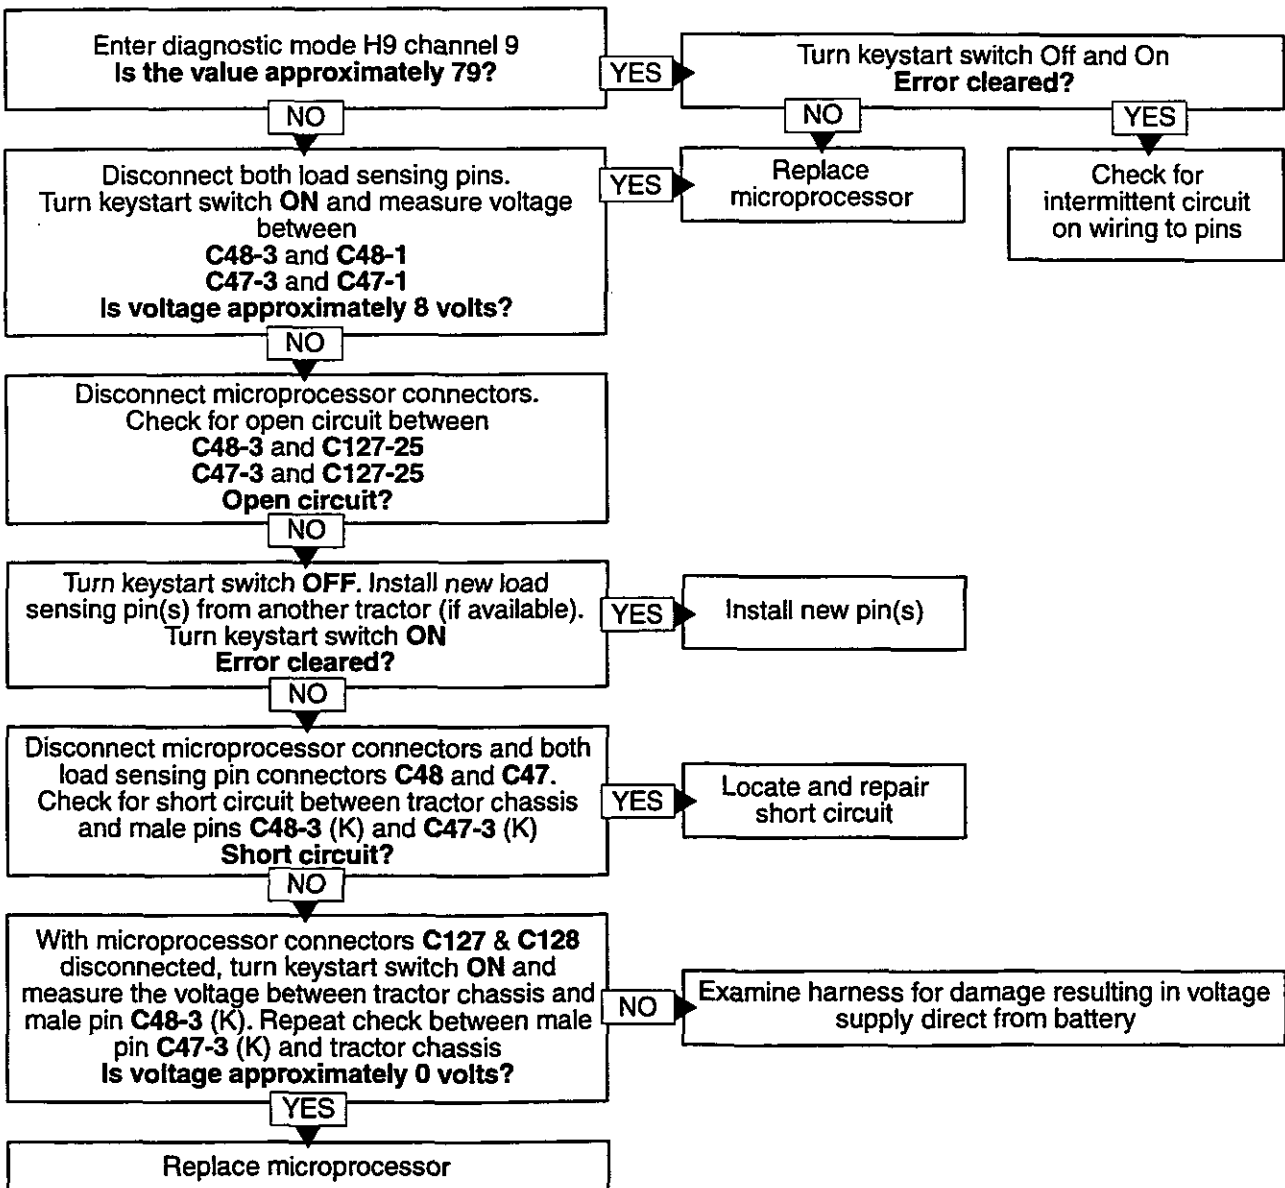 Enter diagnostic mode H9 channel 9
Is the value approximately 79?
YES
Turn keystart switch Off and On
Error cleared?
NO
NO
YES
Disconnect both load sensing pins.
Turn keystart switch ON and measure voltage
between
C48-3 and C48-1
C47-3 and C47-1
Is voltage approximately 8 volts?
YES
Replace
microprocessor
Check for
intermittent circuit
on wiring to pins
NO
Disconnect microprocessor connectors.
Check for open circuit between
C48-3 and C127-25
C47-3 and C127-25
Open circuit?
NO
Turn keystart switch OFF. Install new load
sensing pin(s) from another tractor (if available).
Turn keystart switch ON
Error cleared?
YES
Install new pin(s)
NO
Disconnect microprocessor connectors and both
load sensing pin connectors C48 and C47.
Check for short circuit between tractor chassis
and male pins C48-3 (K) and C47-3 (K)
Short circuit?
YES
Locate and repair
short circuit
NO
With microprocessor connectors C127 & C128
disconnected, turn keystart switch ON and
measure the voltage between tractor chassis and
male pin C48-3 (K). Repeat check between male
pin C47-3 (K) and tractor chassis
Is voltage approximately 0 volts?
NO
Examine harness for damage resulting in voltage
supply direct from battery
YES
Replace microprocessor